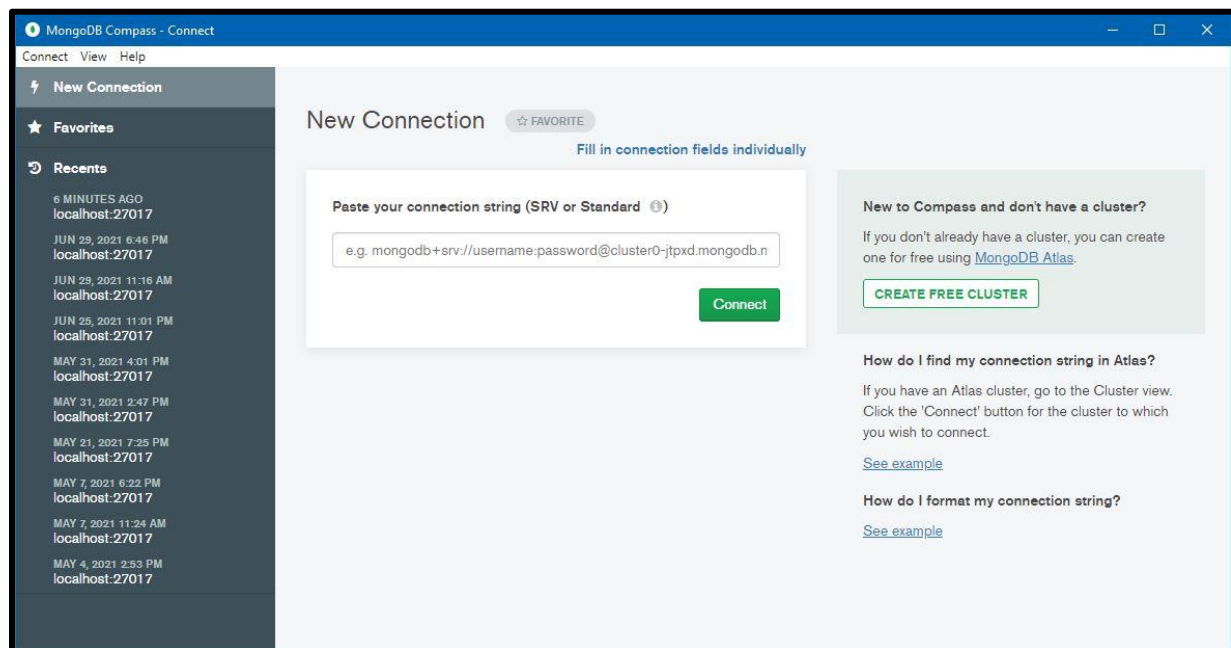 MongoDB Compass - Connect
Connect View Help
New Connection
Favorites
Recents
6 MINUTES AGO
localhost:27017
JUN 29, 2021 6:46 PM
localhost:27017
JUN 29, 2021 11:16 AM
localhost:27017
JUN 25, 2021 11:01 PM
localhost:27017
MAY 31, 2021 4:01 PM
localhost:27017
MAY 31, 2021 2:47 PM
localhost:27017
MAY 21, 2021 7:25 PM
localhost:27017
MAY 7, 2021 6:22 PM
localhost:27017
MAY 7, 2021 11:24 AM
localhost:27017
MAY 4, 2021 2:53 PM
localhost:27017
New Connection FAVORITE
Fill in connection fields individually
Paste your connection string (SRV or Standard )
e.g. mongodb+srv://username:password@cluster0-jtpxd.mongodb.n
Connect
New to Compass and don't have a cluster?
If you don't already have a cluster, you can create
one for free using MongoDB Atlas.
CREATE FREE CLUSTER
How do I find my connection string in Atlas?
If you have an Atlas cluster, go to the Cluster view.
Click the 'Connect' button for the cluster to which
you wish to connect.
See example
How do I format my connection string?
See example